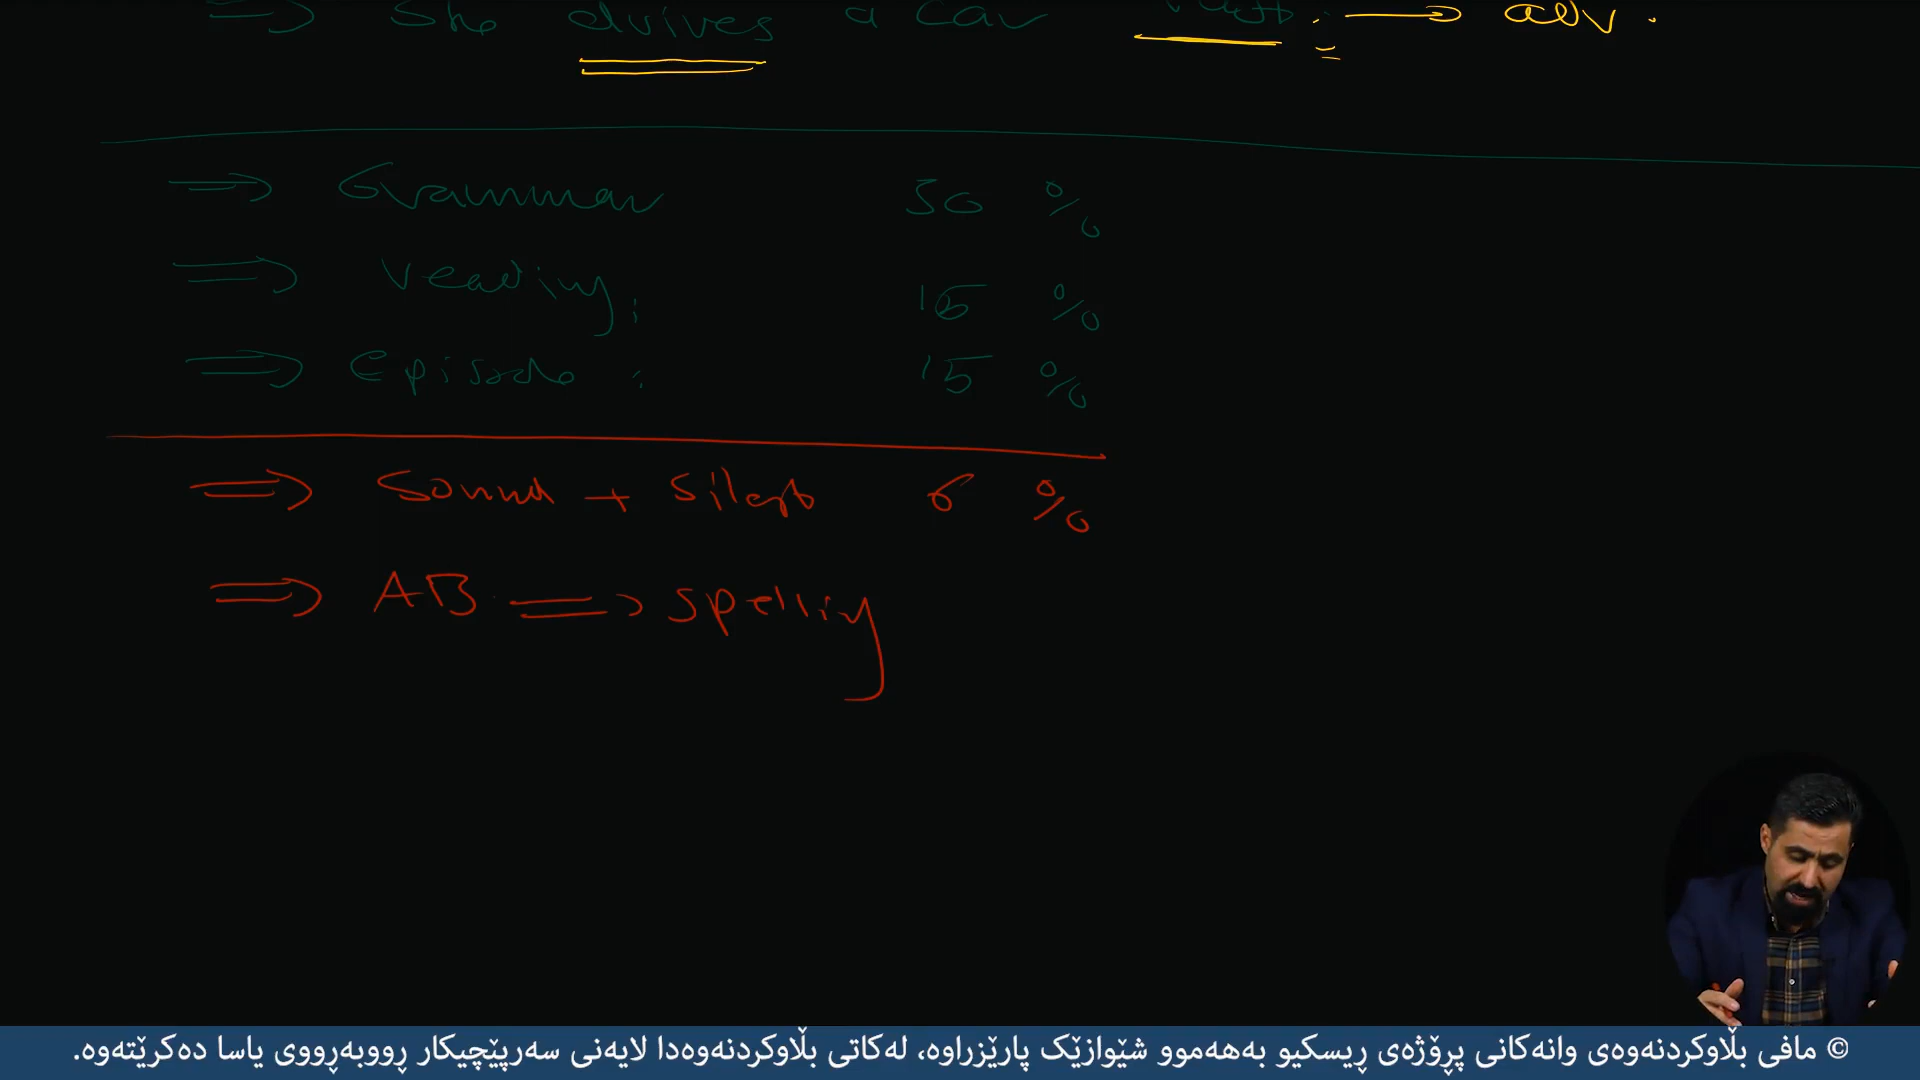 ⇒ She drives a car → adv.
⇒ Grammar 30 %
⇒ reading: 15 %
⇒ Episode : 15 %
⇒ Sound + Silent 6 %
⇒ AB ⇒ spelling
© مافی بڵاوکردنەوەی وانەکانی پڕۆژەی ڕیسکیو بەهەموو شێوازێک پارێزراوە، لەکاتی بڵاوکردنەوەدا لایەنی سەرپێچیکار ڕووبەڕووی یاسا دەکرێتەوە.